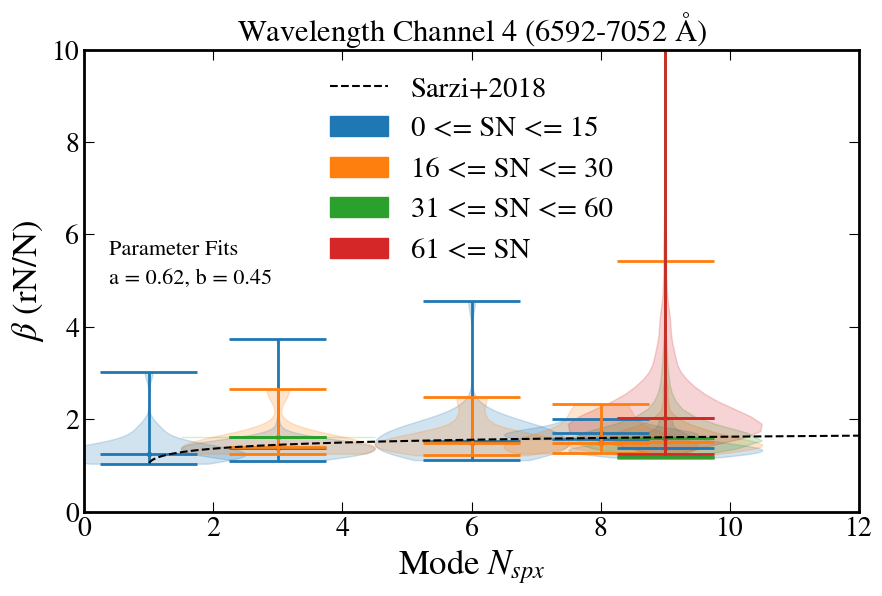 Wavelength Channel 4 (6592-7052 Å)
10
8
6
4
2
0
β (rN/N)
Sarzi+2018
0 <= SN <= 15
16 <= SN <= 30
31 <= SN <= 60
61 <= SN
Parameter Fits
a = 0.62, b = 0.45
0 2 4 6 8 10 12
Mode N_{spx}